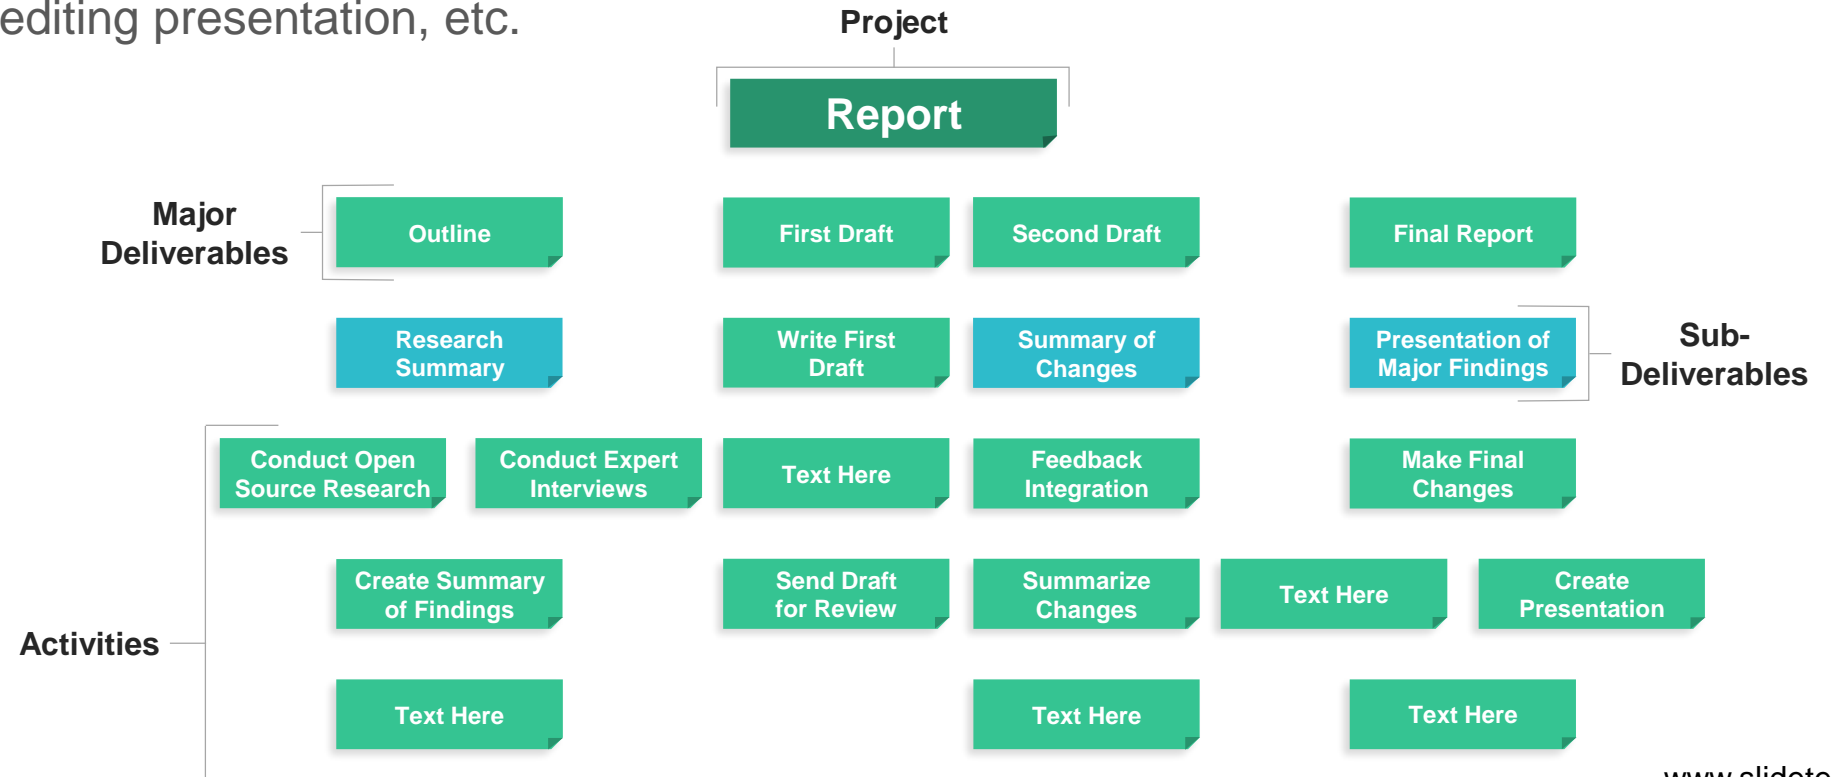 editing presentation, etc.
Project
Report
Major
Deliverables
Outline
First Draft
Second Draft
Final Report
Research
Summary
Write First
Draft
Summary of
Changes
Presentation of
Major Findings
Sub-
Deliverables
Conduct Open
Source Research
Conduct Expert
Interviews
Text Here
Feedback
Integration
Make Final
Changes
Create Summary
of Findings
Send Draft
for Review
Summarize
Changes
Text Here
Create
Presentation
Activities
Text Here
Text Here
Text Here